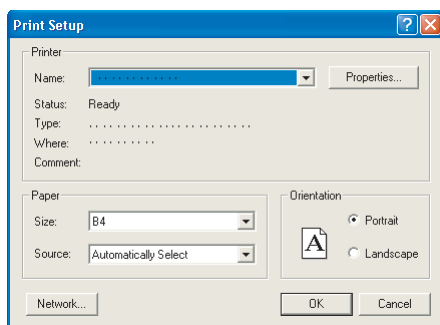 Print Setup
Printer
Name:
Properties...
Status: Ready
Type:
Where:
Comment:
Paper
Size: B4
Source: Automatically Select
Orientation
A
Portrait
Landscape
Network...
OK
Cancel